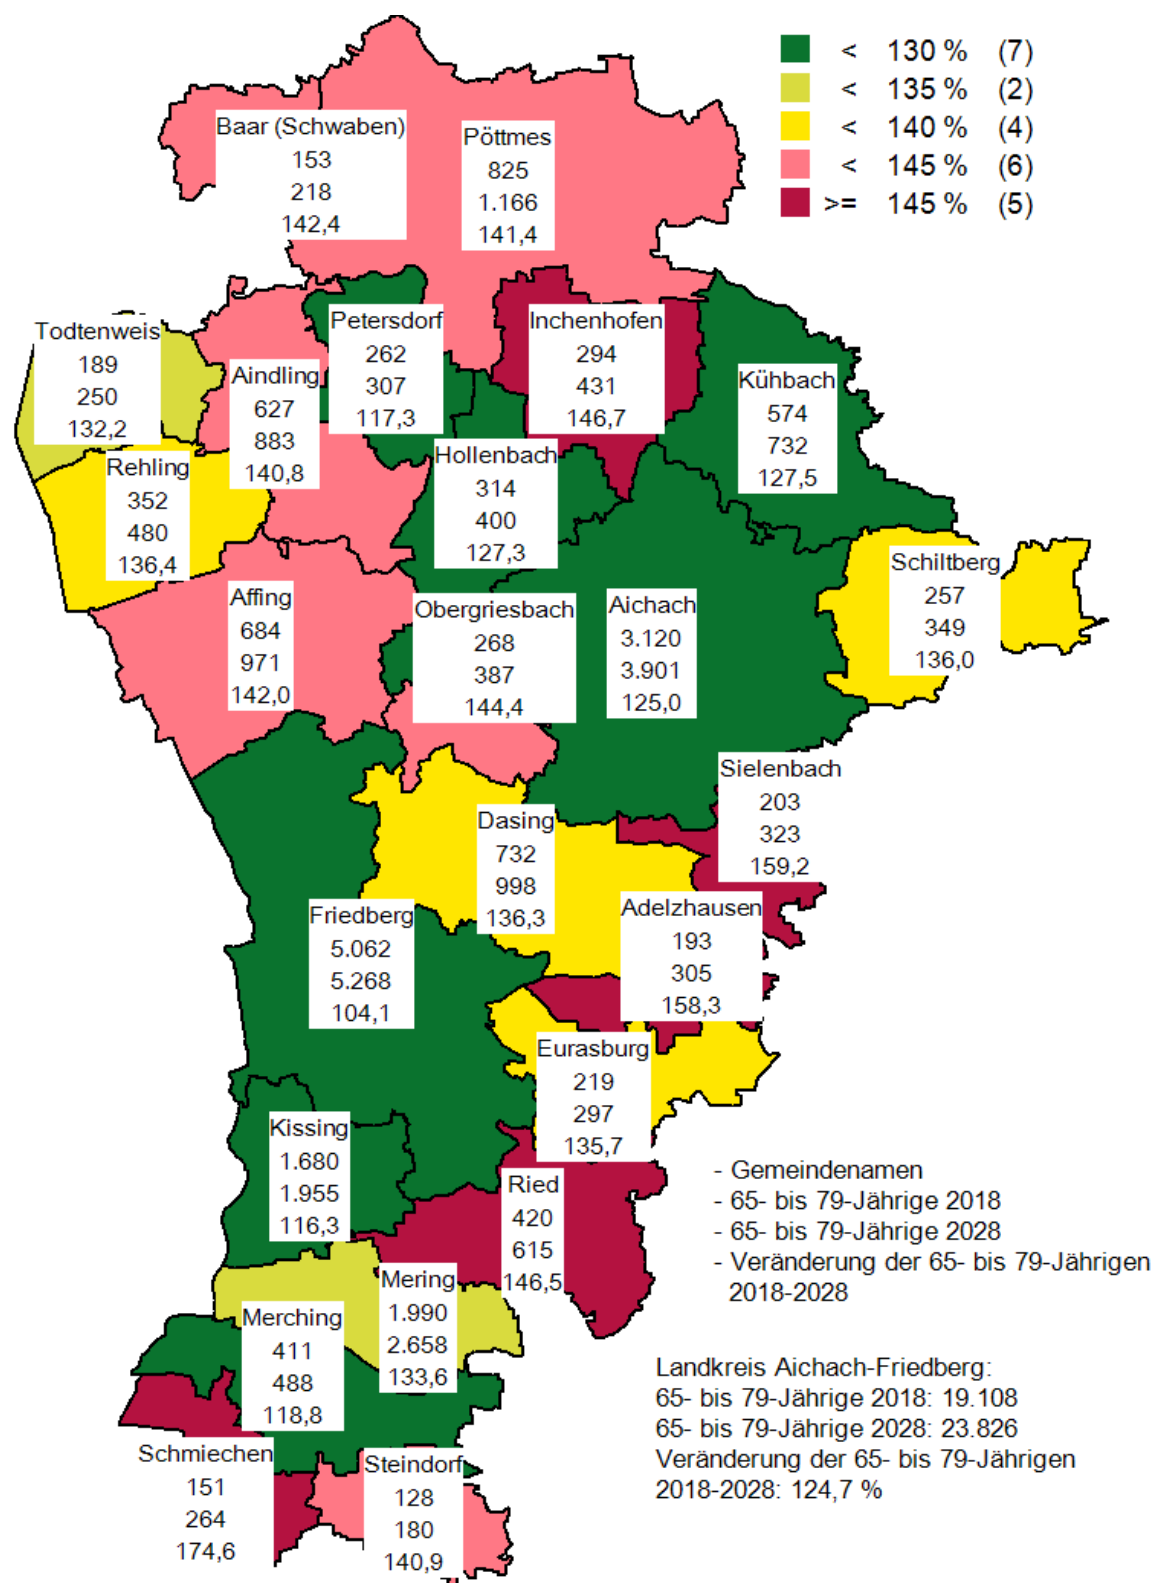 < 130 % (7)
< 135 % (2)
< 140 % (4)
< 145 % (6)
>= 145 % (5)
Baar (Schwaben)
153
218
142,4
Pöttmes
825
1.166
141,4
Todtenweis
189
250
132,2
Aindling
627
883
140,8
Petersdorf
262
307
117,3
Inchenhofen
294
431
146,7
Kühbach
574
732
127,5
Rehling
352
480
136,4
Hollenbach
314
400
127,3
Schiltberg
257
349
136,0
Affing
684
971
142,0
Obergriesbach
268
387
144,4
Aichach
3.120
3.901
125,0
Sielenbach
203
323
159,2
Dasing
732
998
136,3
Adelzhausen
193
305
158,3
Friedberg
5.062
5.268
104,1
Eurasburg
219
297
135,7
Kissing
1.680
1.955
116,3
Ried
420
615
146,5
Mering
1.990
2.658
133,6
Merching
411
488
118,8
Schmiechen
151
264
174,6
Steindorf
128
180
140,9
- Gemeindenamen
- 65- bis 79-Jährige 2018
- 65- bis 79-Jährige 2028
- Veränderung der 65- bis 79-Jährigen
2018-2028
Landkreis Aichach-Friedberg:
65- bis 79-Jährige 2018: 19.108
65- bis 79-Jährige 2028: 23.826
Veränderung der 65- bis 79-Jährigen
2018-2028: 124,7 %